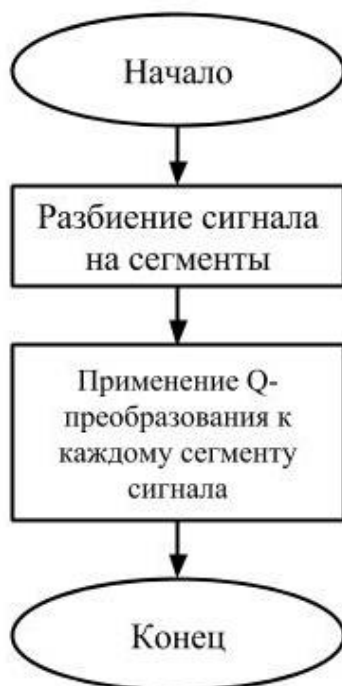 Начало
Разбиение сигнала
на сегменты
Применение Q-
преобразования к
каждому сегменту
сигнала
Конец